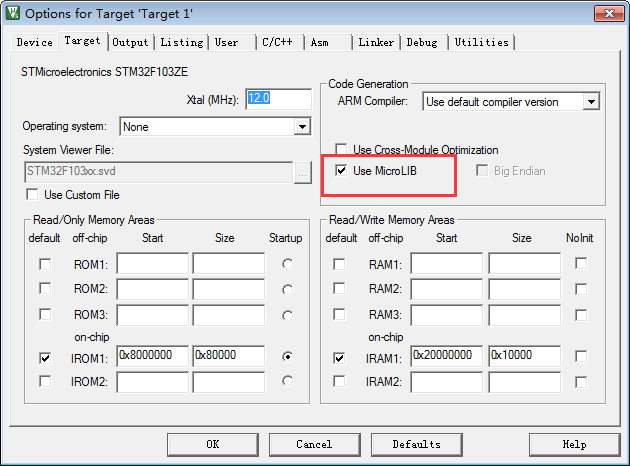 Options for Target 'Target 1'
Device Target Output Listing User C/C++ Asm Linker Debug Utilities
STMicroelectronics STM32F103ZE
Xtal (MHz): 12.0
Operating system: None
System Viewer File:
STM32F103xx.svd ...
Use Custom File
Code Generation
ARM Compiler: Use default compiler version
Use Cross-Module Optimization
Use MicroLIB Big Endian
Read/Only Memory Areas
default off-chip Start Size Startup
ROM1:
ROM2:
ROM3:
on-chip
IROM1: 0x8000000 0x80000
IROM2:
Read/Write Memory Areas
default off-chip Start Size NoInit
RAM1:
RAM2:
RAM3:
on-chip
IRAM1: 0x20000000 0x10000
IRAM2:
OK Cancel Defaults Help